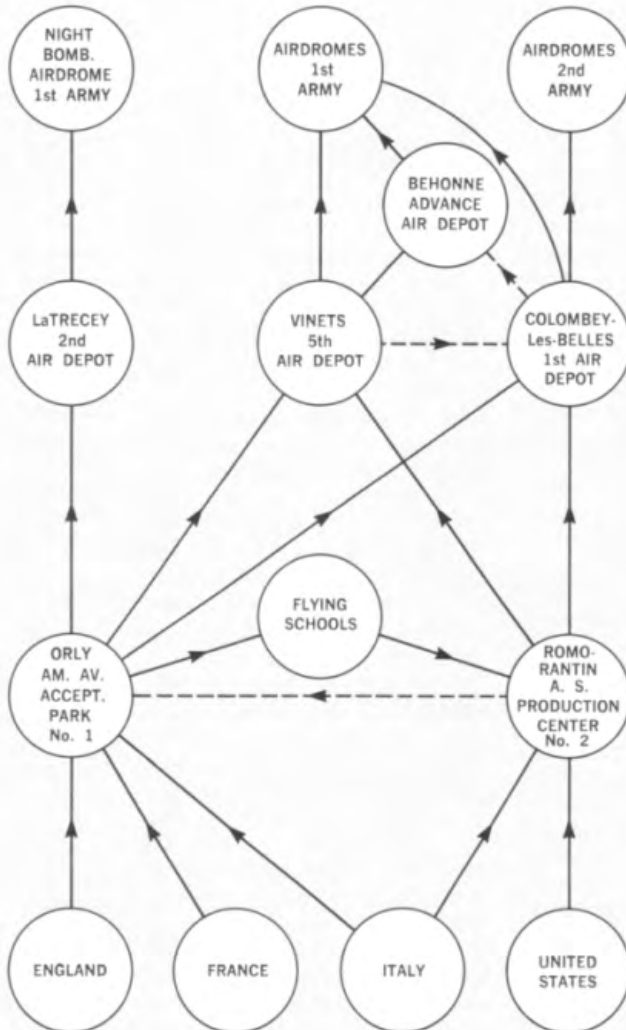 NIGHT
BOMB.
AIRDROME
1st ARMY
AIRDROMES
1st
ARMY
AIRDROMES
2nd
ARMY
BEHONNE
ADVANCE
AIR DEPOT
LaTRECEY
2nd
AIR DEPOT
VINETS
5th
AIR DEPOT
COLOMBEY-
Les-BELLES
1st AIR
DEPOT
FLYING
SCHOOLS
ORLY
AM. AV.
ACCEPT.
PARK
No. 1
ROMO-
RANTIN
A. S.
PRODUCTION
CENTER
No. 2
ENGLAND
FRANCE
ITALY
UNITED
STATES